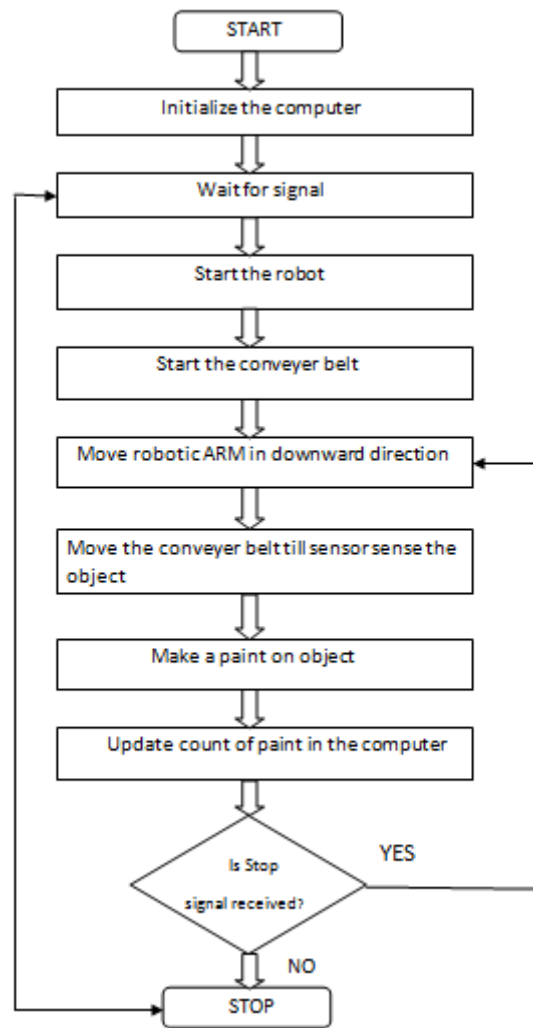 START
Initialize the computer
Wait for signal
Start the robot
Start the conveyer belt
Move robotic ARM in downward direction
Move the conveyer belt till sensor sense the
object
Make a paint on object
Update count of paint in the computer
Is Stop
signal received?
YES
NO
STOP